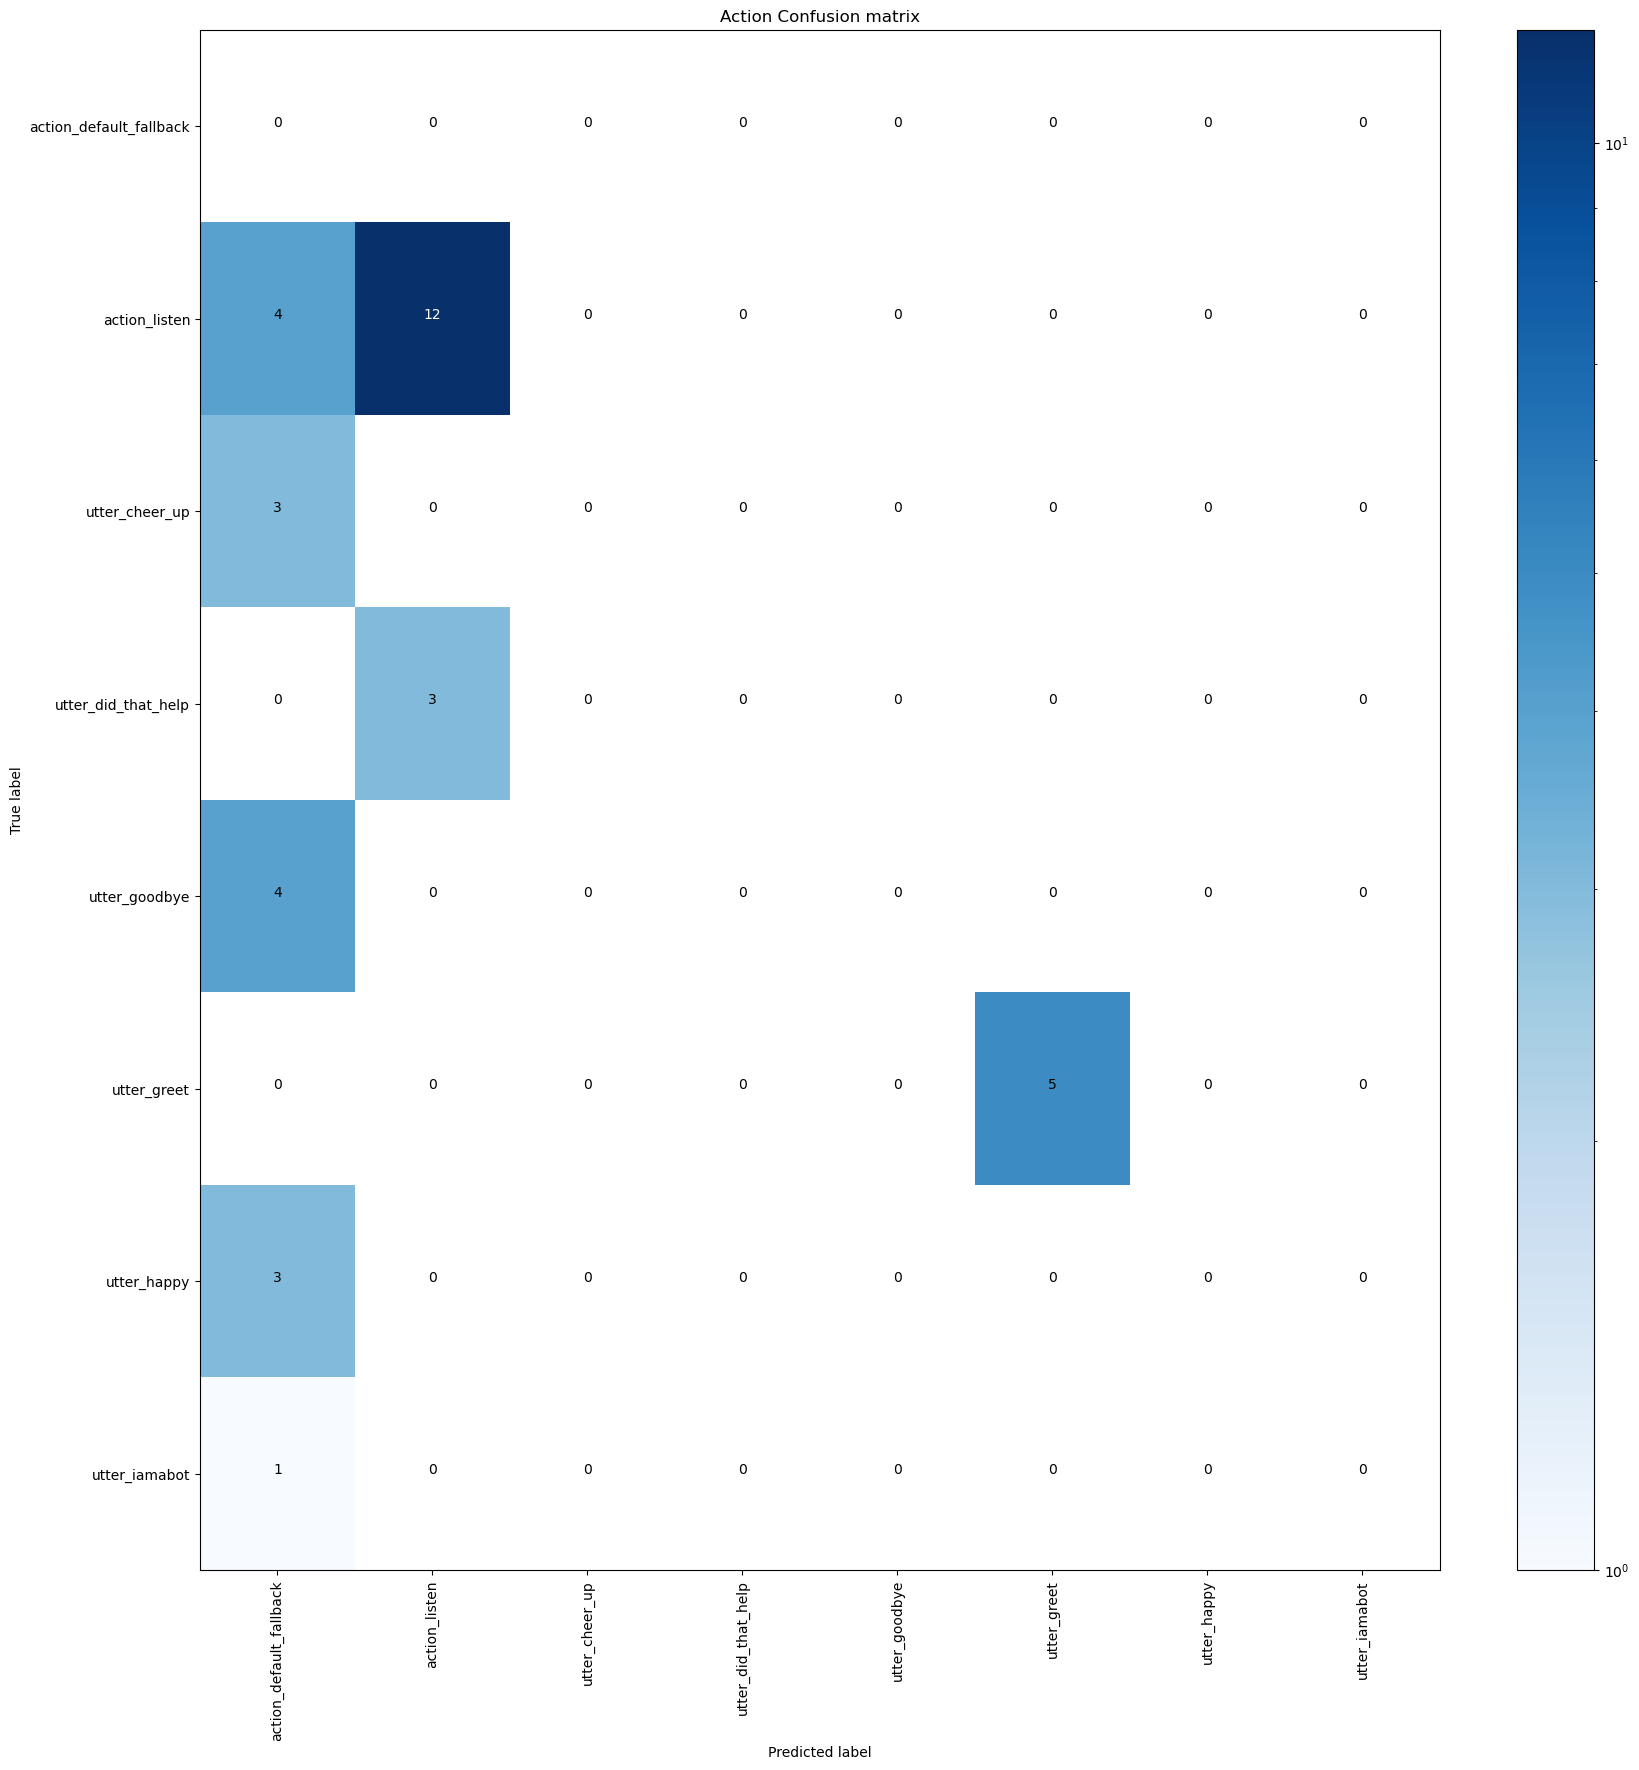 Action Confusion matrix
action_default_fallback 0 0 0 0 0 0 0 0
action_listen 4 12 0 0 0 0 0 0
utter_cheer_up 3 0 0 0 0 0 0 0
utter_did_that_help 0 3 0 0 0 0 0 0
utter_goodbye 4 0 0 0 0 0 0 0
utter_greet 0 0 0 0 0 5 0 0
utter_happy 3 0 0 0 0 0 0 0
utter_iamabot 1 0 0 0 0 0 0 0
True label
action_default_fallback
action_listen
utter_cheer_up
utter_did_that_help
utter_goodbye
utter_greet
utter_happy
utter_iamabot
Predicted label
10¹
10⁰